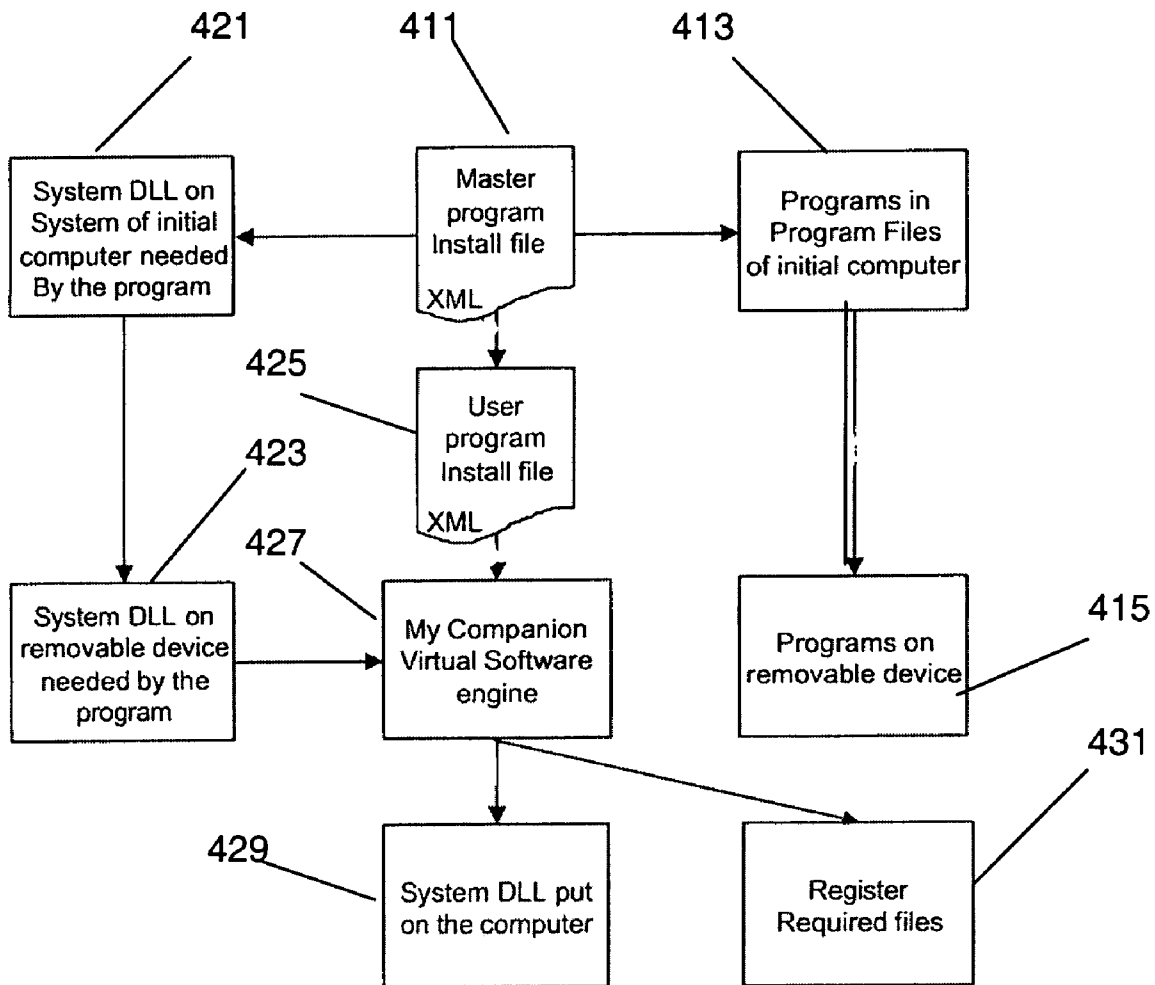 421
411
413
System DLL on
System of initial
computer needed
By the program
Master
program
Install file
XML
Programs in
Program Files
of initial computer
425
User
program
Install file
XML
423
427
System DLL on
removable device
needed by the
program
My Companion
Virtual Software
engine
Programs on
removable device
415
431
429
System DLL put
on the computer
Register
Required files